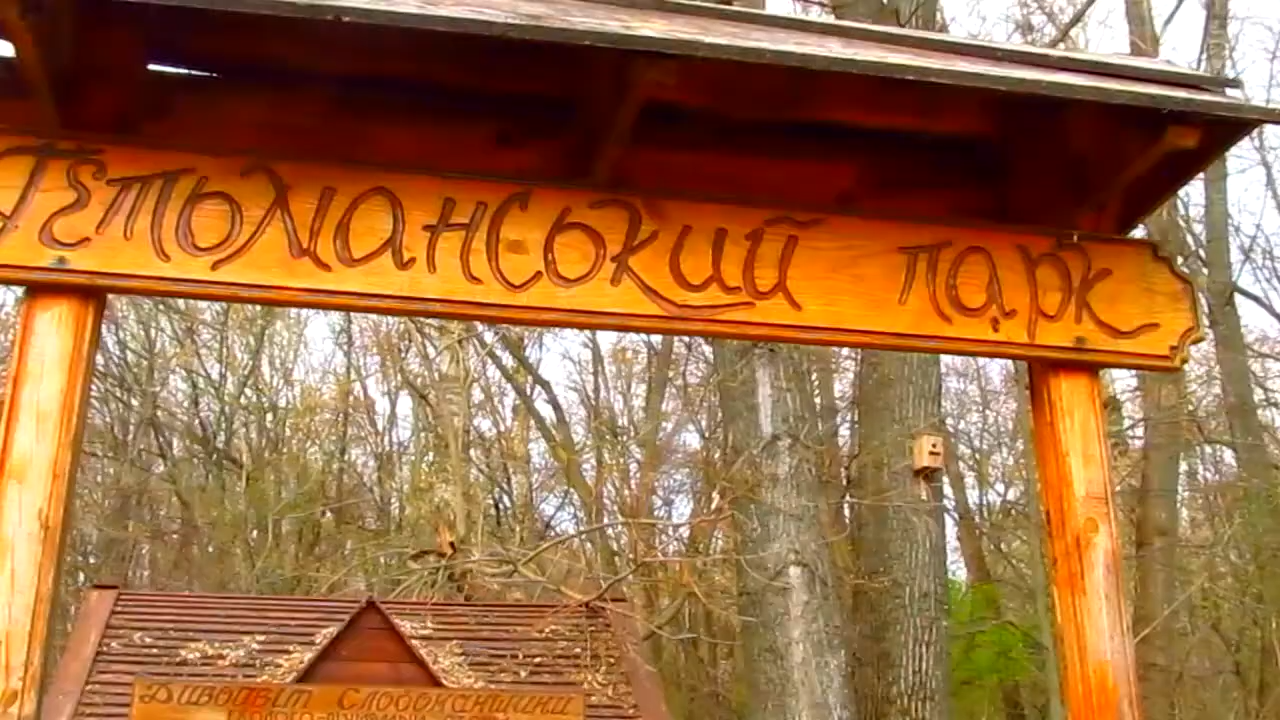 Гетьманський парк
Дивосвіт Слобожанщини